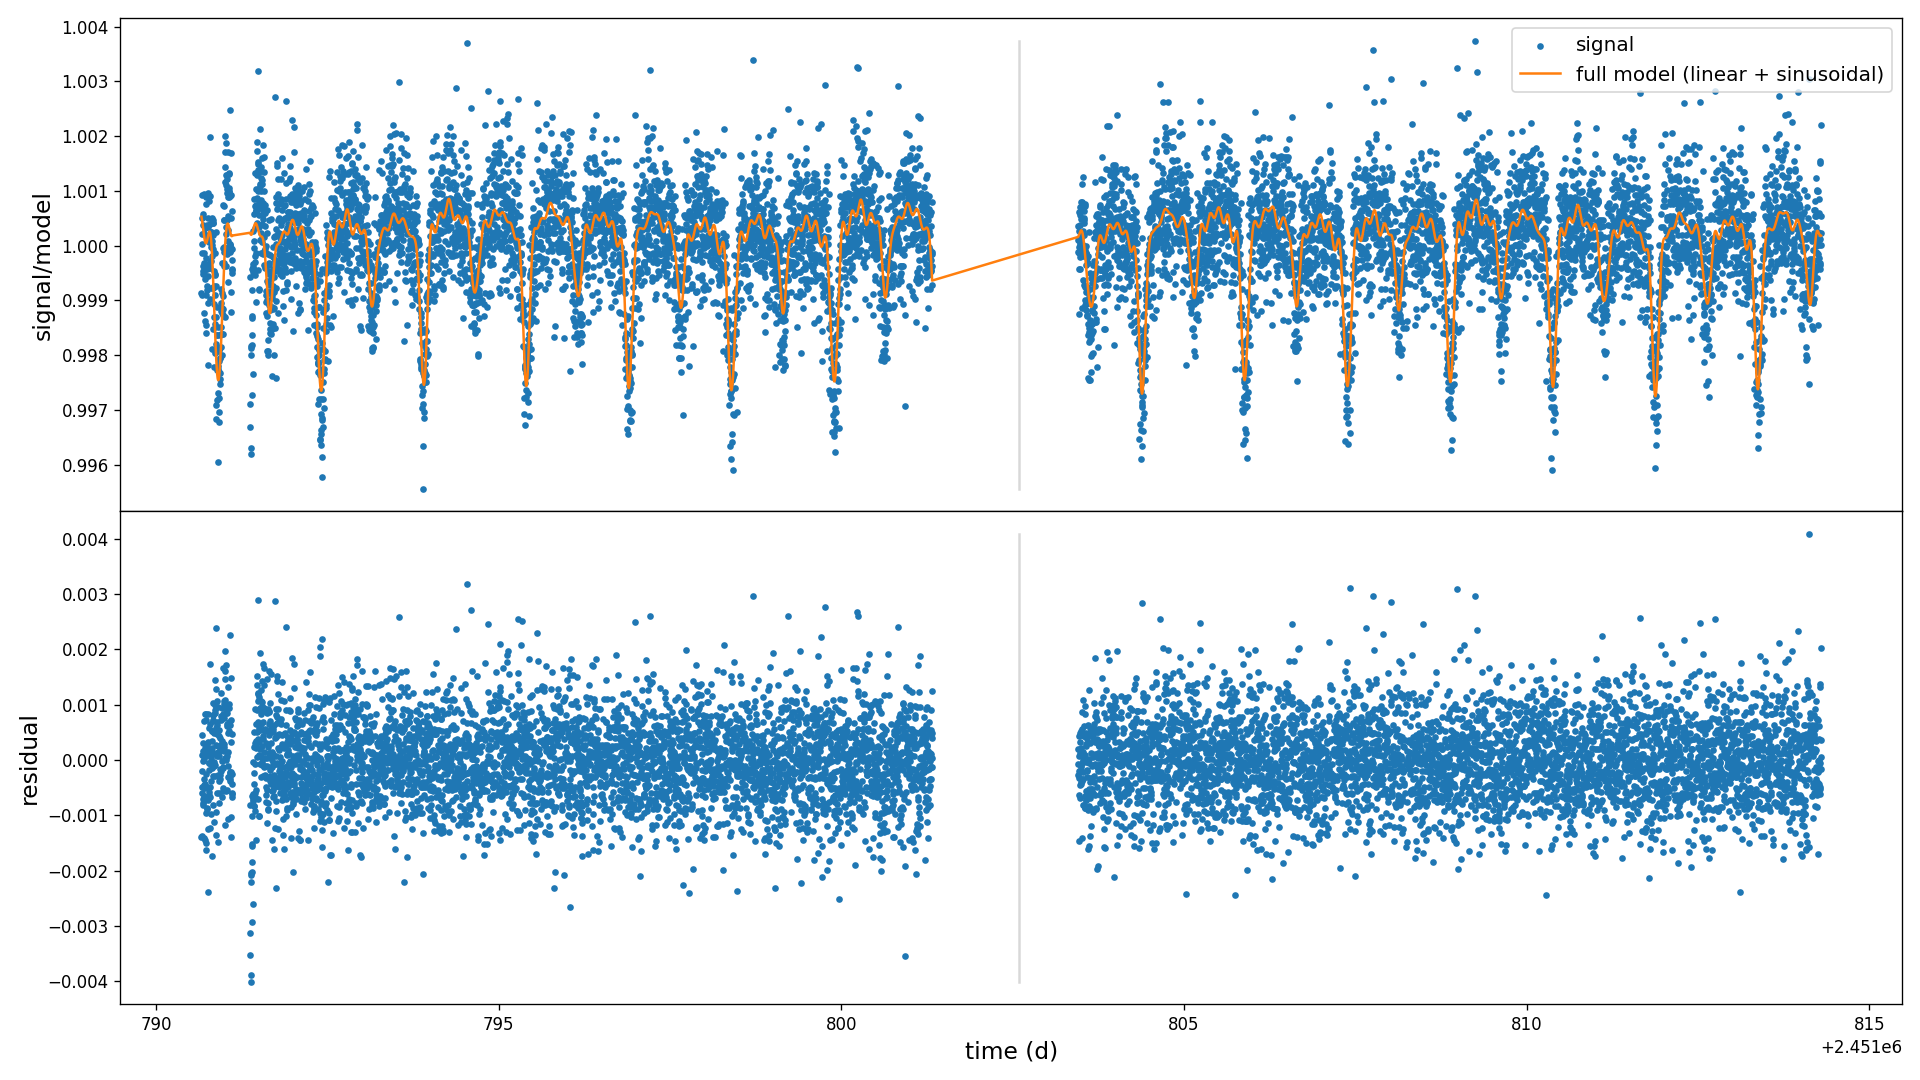 1.004
1.003
1.002
1.001
1.000
0.999
0.998
0.997
0.996
signal/model
signal
full model (linear + sinusoidal)
0.004
0.003
0.002
0.001
0.000
−0.001
−0.002
−0.003
−0.004
residual
790 795 800 805 810 815
+2.451e6
time (d)